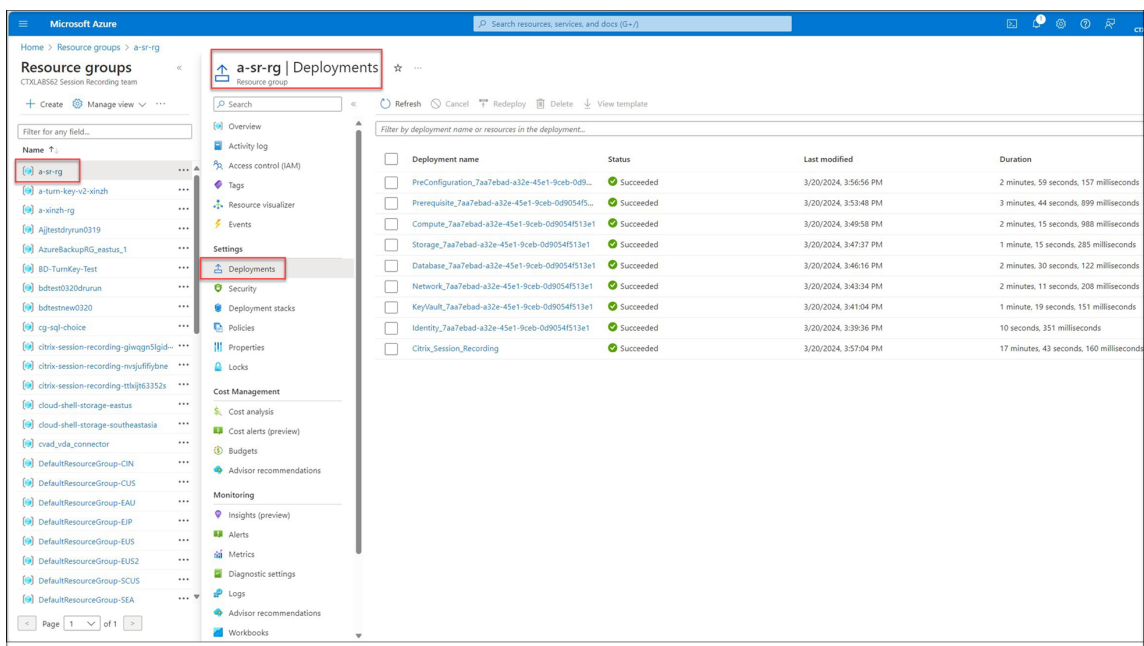 Microsoft Azure
Search resources, services, and docs (G+/)
Home > Resource groups > a-sr-rg
Resource groups
CTXLABS62 Session Recording team
+ Create Manage view ...
Filter for any field...
Name ↑↓
a-sr-rg
a-turn-key-v2-xinzh
a-xinzh-rg
Ajjtestdryrun0319
AzureBackupRG_eastus_1
BD-TurnKey-Test
bdtest0320drurun
bdtestnew0320
cg-sql-choice
citrix-session-recording-giwqgn5lgid...
citrix-session-recording-nvsjufifiybne
citrix-session-recording-ttlxijt63352s
cloud-shell-storage-eastus
cloud-shell-storage-southeastasia
cvad_vda_connector
DefaultResourceGroup-CIN
DefaultResourceGroup-CUS
DefaultResourceGroup-EAU
DefaultResourceGroup-EJP
DefaultResourceGroup-EUS
DefaultResourceGroup-EUS2
DefaultResourceGroup-SCUS
DefaultResourceGroup-SEA
< Page 1 of 1 >
a-sr-rg | Deployments
Resource group
Search
Overview
Activity log
Access control (IAM)
Tags
Resource visualizer
Events
Settings
Deployments
Security
Deployment stacks
Policies
Properties
Locks
Cost Management
Cost analysis
Cost alerts (preview)
Budgets
Advisor recommendations
Monitoring
Insights (preview)
Alerts
Metrics
Diagnostic settings
Logs
Advisor recommendations
Workbooks
Refresh Cancel Redeploy Delete View template
Filter by deployment name or resources in the deployment...
Deployment name Status Last modified Duration
PreConfiguration_7aa7ebad-a32e-45e1-9ceb-0d9... Succeeded 3/20/2024, 3:56:56 PM 2 minutes, 59 seconds, 157 milliseconds
Prerequisite_7aa7ebad-a32e-45e1-9ceb-0d9054f5... Succeeded 3/20/2024, 3:53:48 PM 3 minutes, 44 seconds, 899 milliseconds
Compute_7aa7ebad-a32e-45e1-9ceb-0d9054f513e1 Succeeded 3/20/2024, 3:49:58 PM 2 minutes, 15 seconds, 988 milliseconds
Storage_7aa7ebad-a32e-45e1-9ceb-0d9054f513e1 Succeeded 3/20/2024, 3:47:37 PM 1 minute, 15 seconds, 285 milliseconds
Database_7aa7ebad-a32e-45e1-9ceb-0d9054f513e1 Succeeded 3/20/2024, 3:46:16 PM 2 minutes, 30 seconds, 122 milliseconds
Network_7aa7ebad-a32e-45e1-9ceb-0d9054f513e1 Succeeded 3/20/2024, 3:43:34 PM 2 minutes, 11 seconds, 208 milliseconds
KeyVault_7aa7ebad-a32e-45e1-9ceb-0d9054f513e1 Succeeded 3/20/2024, 3:41:04 PM 1 minute, 19 seconds, 151 milliseconds
Identity_7aa7ebad-a32e-45e1-9ceb-0d9054f513e1 Succeeded 3/20/2024, 3:39:36 PM 10 seconds, 351 milliseconds
Citrix_Session_Recording Succeeded 3/20/2024, 3:57:04 PM 17 minutes, 43 seconds, 160 milliseconds